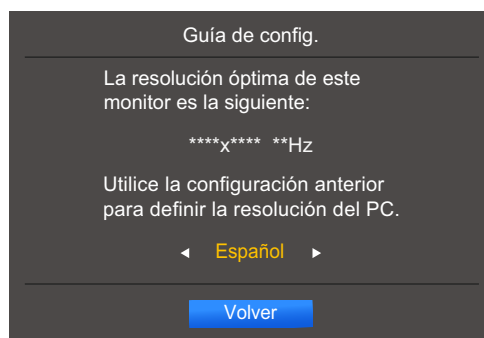 Guía de config.
La resolución óptima de este
monitor es la siguiente:
****x**** **Hz
Utilice la configuración anterior
para definir la resolución del PC.
◄ Español ►
Volver